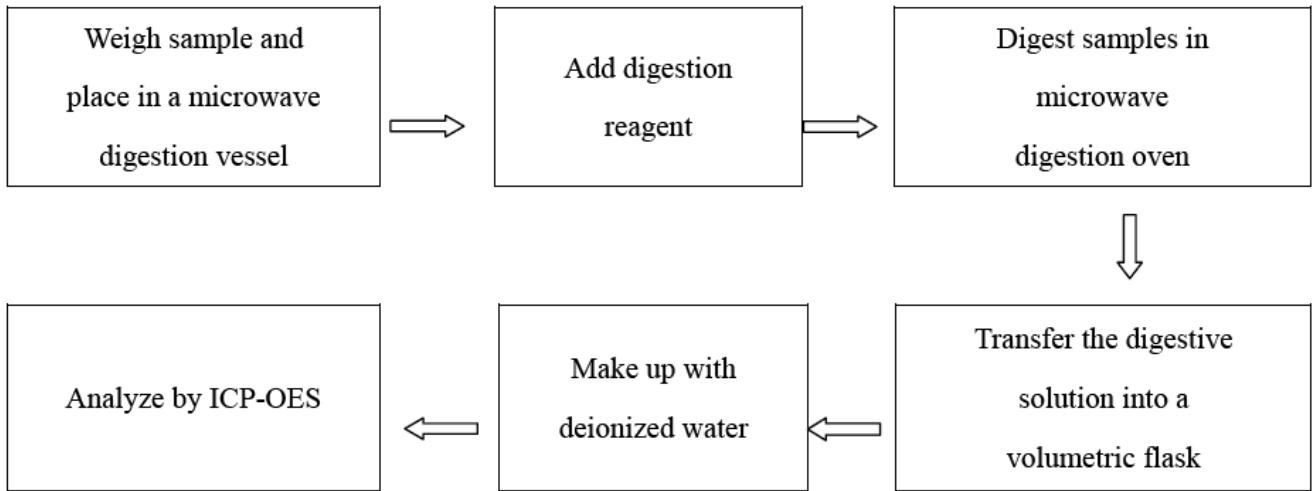 Weigh sample and
place in a microwave
digestion vessel
Add digestion
reagent
Digest samples in
microwave
digestion oven
Transfer the digestive
solution into a
volumetric flask
Make up with
deionized water
Analyze by ICP-OES